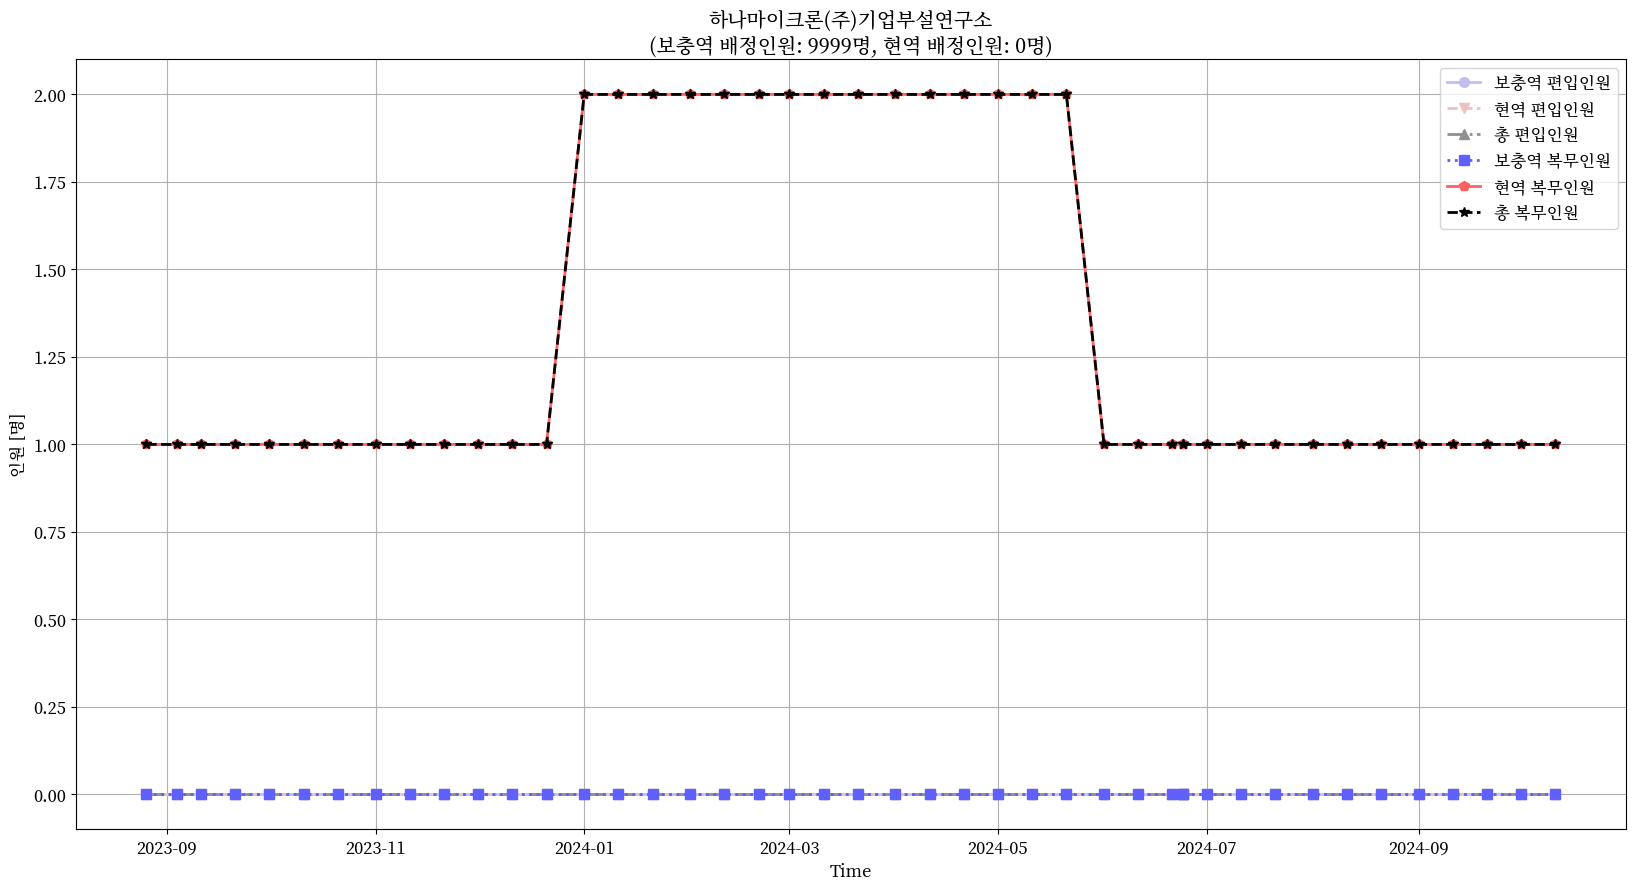 하나마이크론(주)기업부설연구소
(보충역 배정인원: 9999명, 현역 배정인원: 0명)
보충역 편입인원
현역 편입인원
총 편입인원
보충역 복무인원
현역 복무인원
총 복무인원
인원 [명]
2.00
1.75
1.50
1.25
1.00
0.75
0.50
0.25
0.00
2023-09
2023-11
2024-01
2024-03
2024-05
2024-07
2024-09
Time